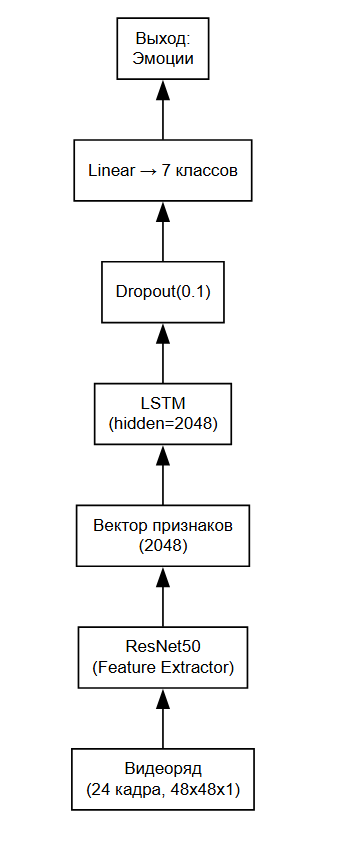 Выход:
Эмоции
Linear → 7 классов
Dropout(0.1)
LSTM
(hidden=2048)
Вектор признаков
(2048)
ResNet50
(Feature Extractor)
Видеоряд
(24 кадра, 48x48x1)